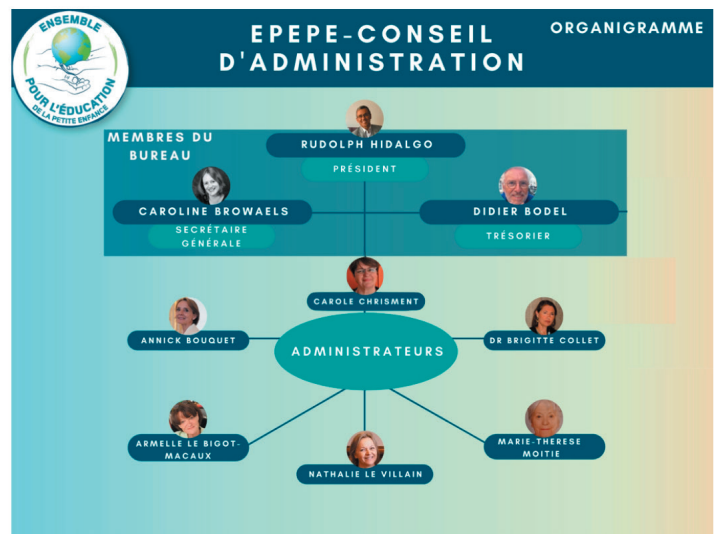 ENSEMBLE
POUR L'ÉDUCATION
DE LA PETITE ENFANCE
EPEPE-CONSEIL
D'ADMINISTRATION
ORGANIGRAMME
MEMBRES DU
BUREAU
RUDOLPH HIDALGO
PRÉSIDENT
CAROLINE BROWAELS
SECRÉTAIRE
GÉNÉRALE
DIDIER BODEL
TRÉSORIER
CAROLE CHRISMENT
ANNICK BOUQUET
ADMINISTRATEURS
DR BRIGITTE COLLET
ARMELLE LE BIGOT-
MACAUX
NATHALIE LE VILLAIN
MARIE-THERESE
MOITIE